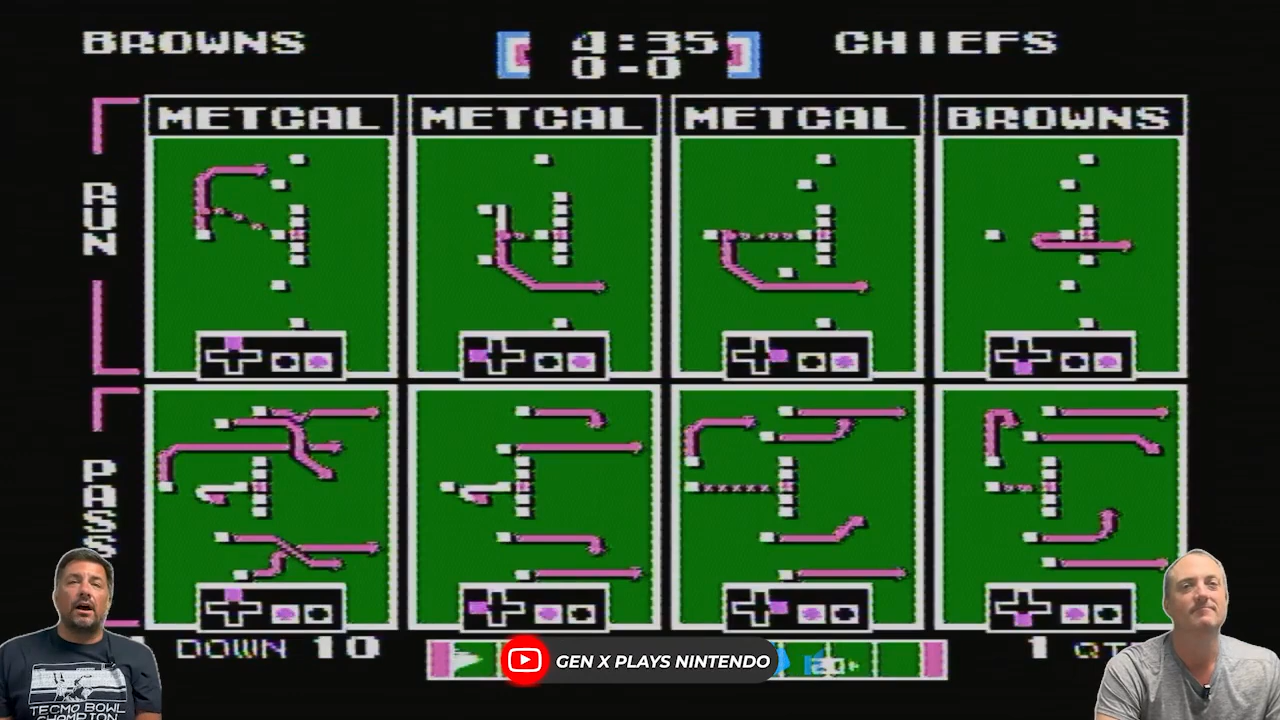 BROWNS 4:35 CHIEFS
0-0
METCAL METCAL METCAL BROWNS
RUN
PASS
DOWN 10
1 QT
GEN X PLAYS NINTENDO
TECMO BOWL
CHAMPION